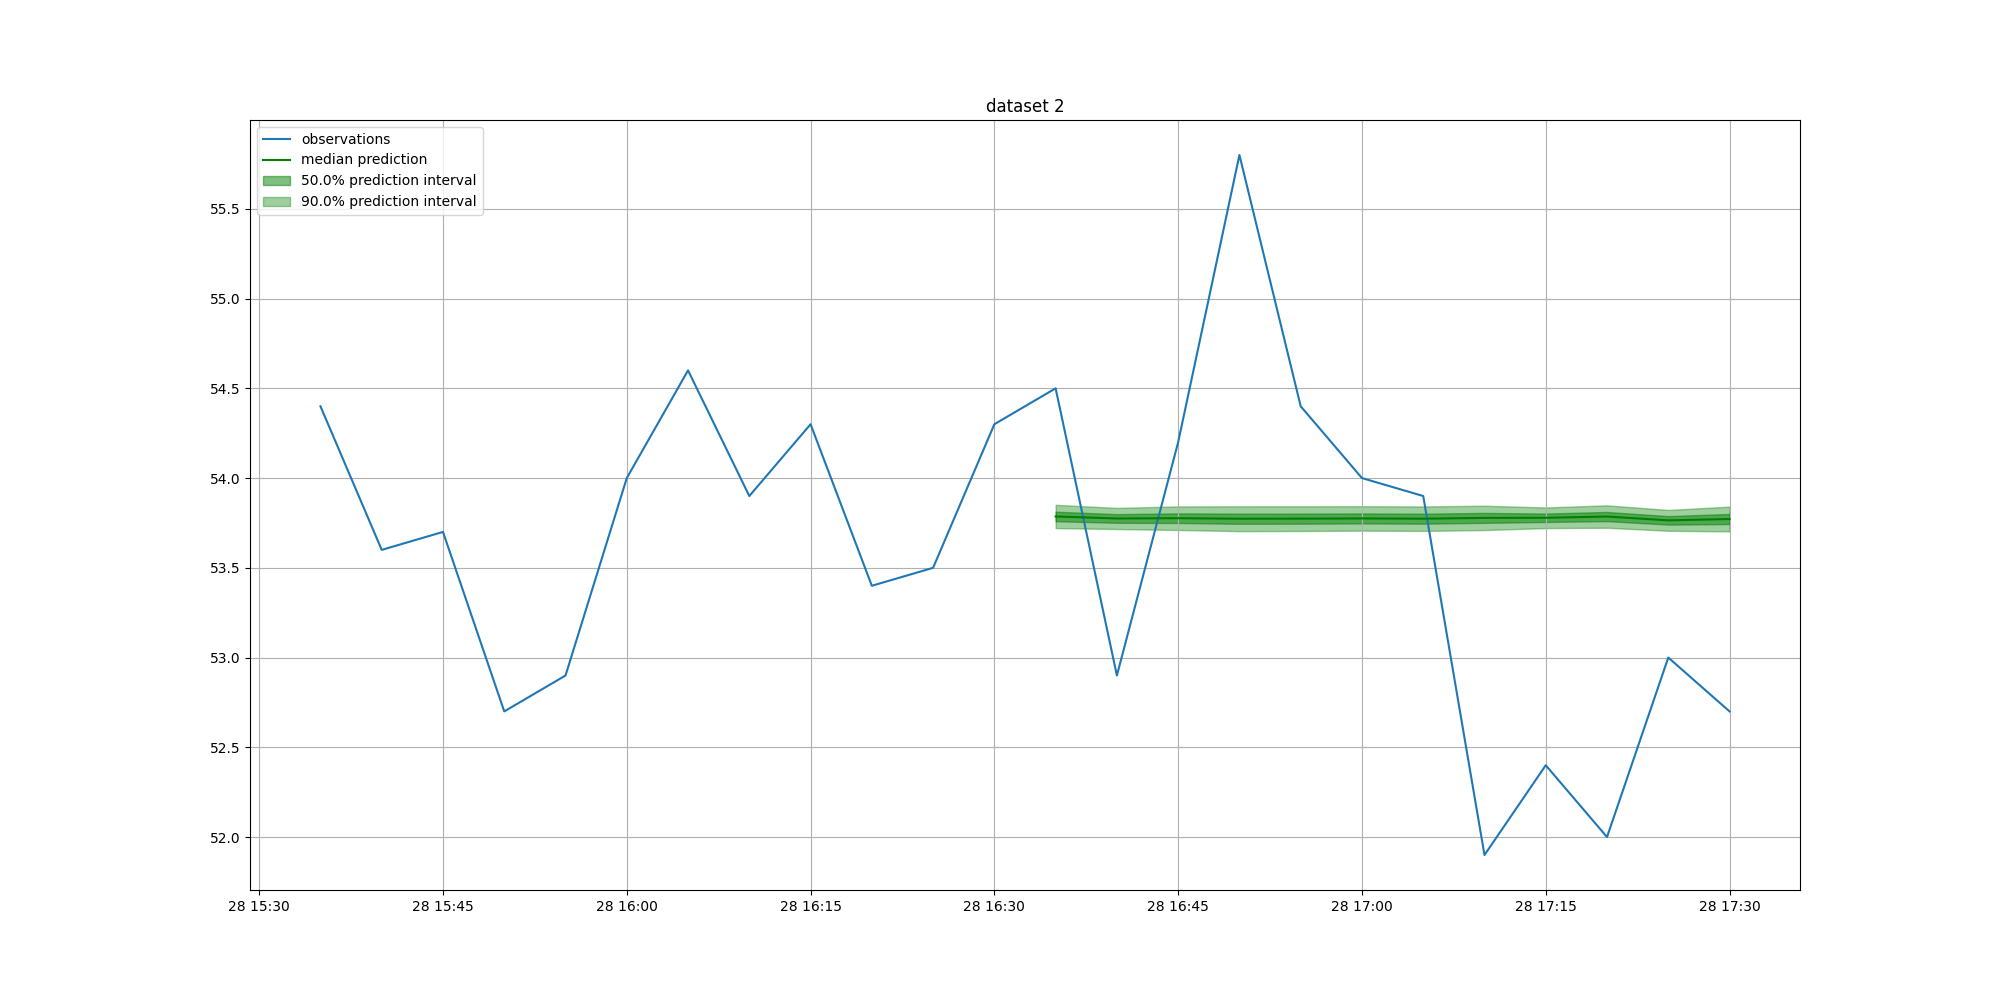 dataset 2
observations
median prediction
50.0% prediction interval
90.0% prediction interval
55.5
55.0
54.5
54.0
53.5
53.0
52.5
52.0
28 15:30 28 15:45 28 16:00 28 16:15 28 16:30 28 16:45 28 17:00 28 17:15 28 17:30